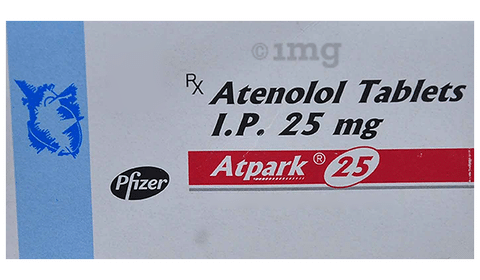 ©1mg
Rx Atenolol Tablets
I.P. 25 mg
Atpark® 25
Pfizer